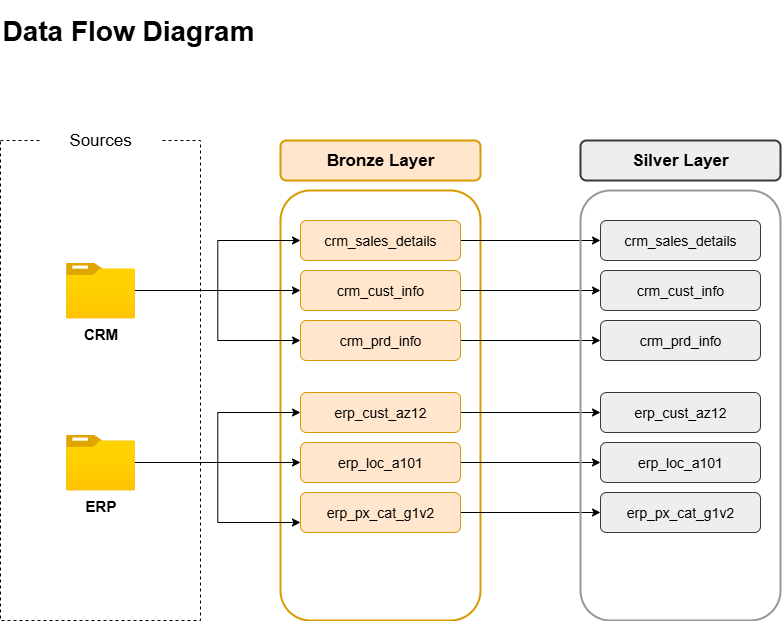 Data Flow Diagram
Sources
Bronze Layer
Silver Layer
crm_sales_details
crm_sales_details
crm_cust_info
crm_cust_info
CRM
crm_prd_info
crm_prd_info
erp_cust_az12
erp_cust_az12
erp_loc_a101
erp_loc_a101
ERP
erp_px_cat_g1v2
erp_px_cat_g1v2